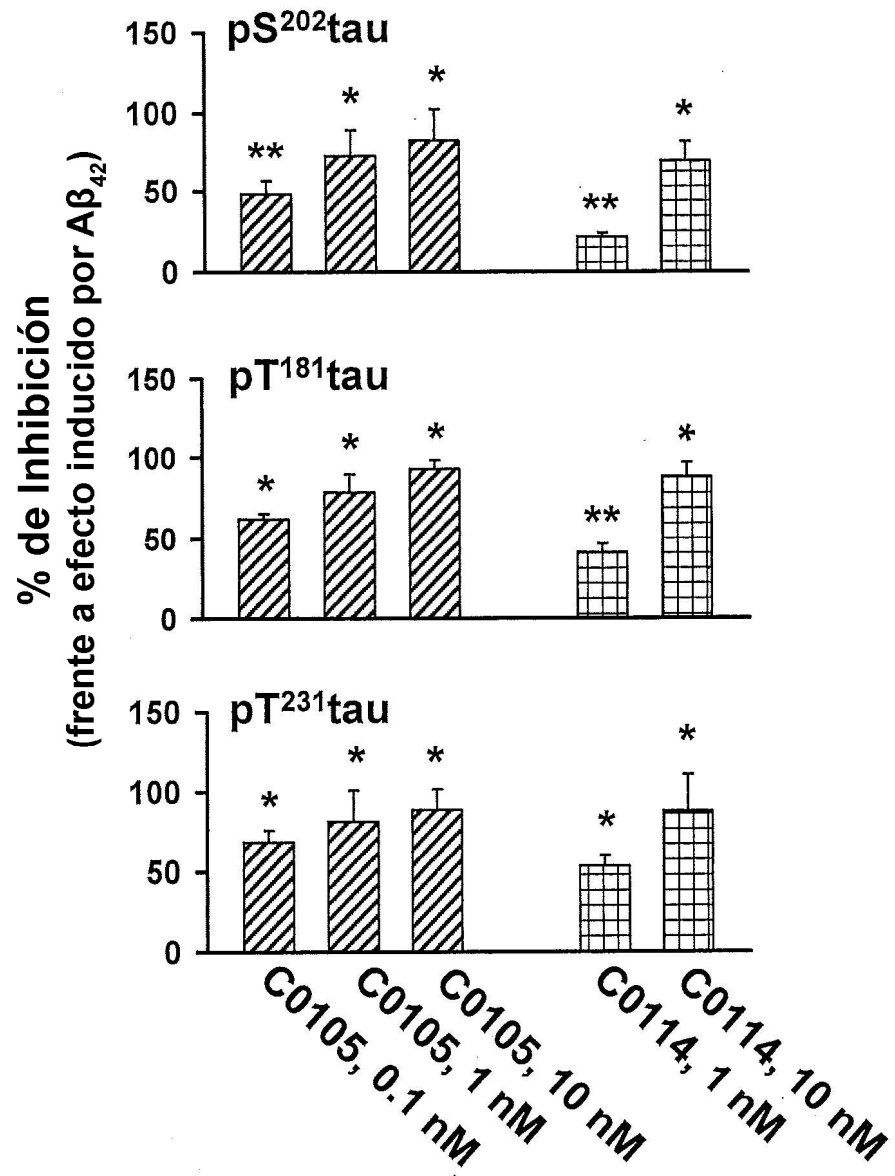 % de Inhibición
(frente a efecto inducido por Aβ₄₂)
pS²⁰²tau
150
100
50
0
**
*
*
**
*
pT¹⁸¹tau
150
100
50
0
*
*
*
**
*
pT²³¹tau
150
100
50
0
*
*
*
*
*
C0105, 0.1 nM
C0105, 1 nM
C0105, 10 nM
C0114, 1 nM
C0114, 10 nM